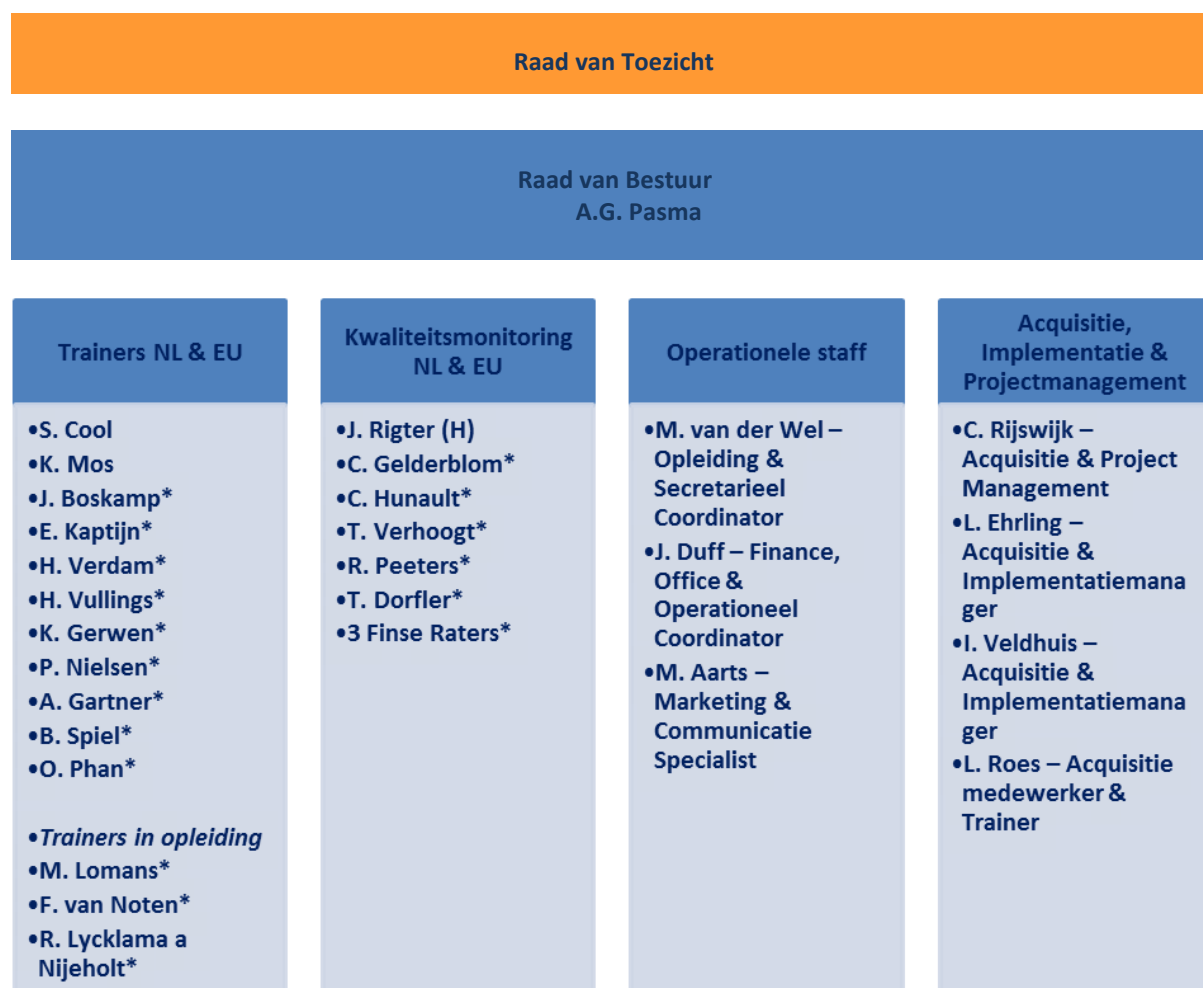 Raad van Toezicht
Raad van Bestuur
A.G. Pasma
Trainers NL & EU
•S. Cool
•K. Mos
•J. Boskamp*
•E. Kaptijn*
•H. Verdam*
•H. Vullings*
•K. Gerwen*
•P. Nielsen*
•A. Gartner*
•B. Spiel*
•O. Phan*
•Trainers in opleiding
•M. Lomans*
•F. van Noten*
•R. Lycklama a
Nijeholt*
Kwaliteitsmonitoring
NL & EU
•J. Rigter (H)
•C. Gelderblom*
•C. Hunault*
•T. Verhoogt*
•R. Peeters*
•T. Dorfler*
•3 Finse Raters*
Operationele staff
•M. van der Wel –
Opleiding &
Secretarieel
Coordinator
•J. Duff – Finance,
Office &
Operationeel
Coordinator
•M. Aarts –
Marketing &
Communicatie
Specialist
Acquisitie,
Implementatie &
Projectmanagement
•C. Rijswijk –
Acquisitie & Project
Management
•L. Ehrling –
Acquisitie &
Implementatiemana
ger
•I. Veldhuis –
Acquisitie &
Implementatiemana
ger
•L. Roes – Acquisitie
medewerker &
Trainer